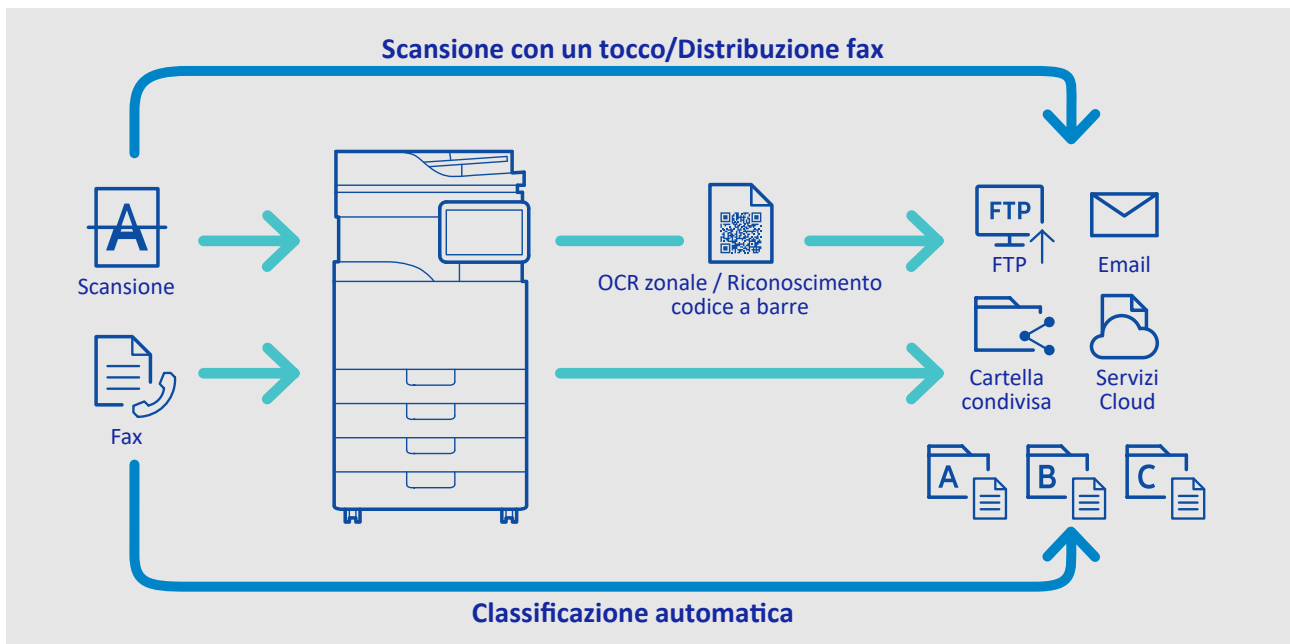 Scansione con un tocco/Distribuzione fax
A
Scansione
OCR zonale / Riconoscimento
codice a barre
FTP
FTP
Email
Fax
Cartella
condivisa
Servizi
Cloud
A
B
C
Classificazione automatica